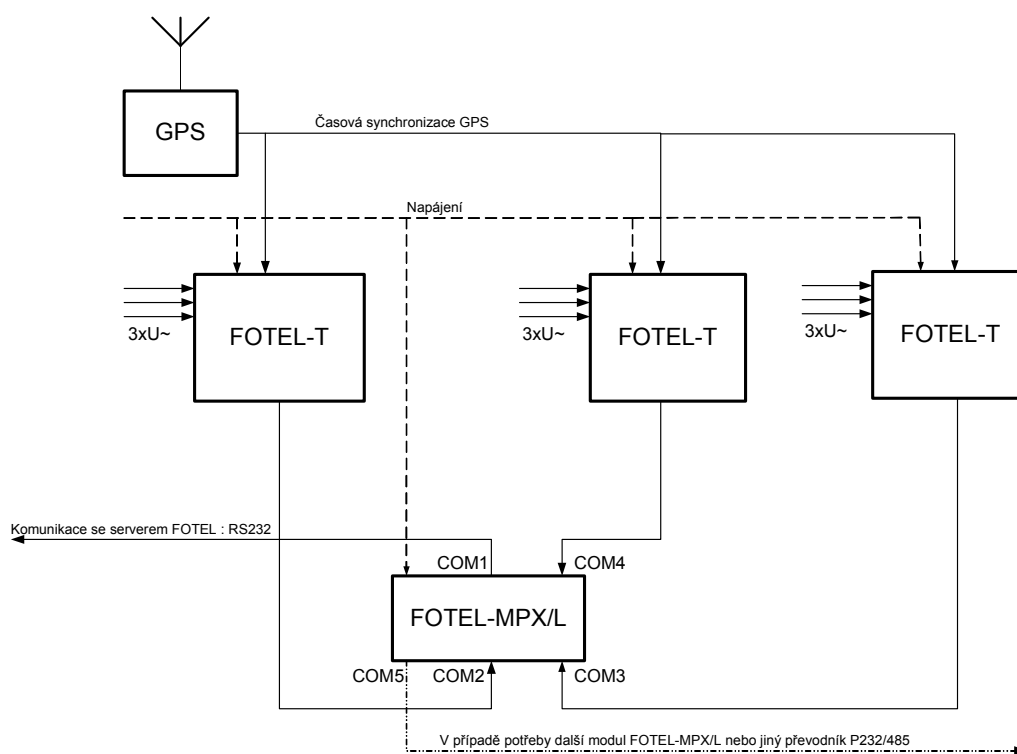 GPS
Časová synchronizace GPS
Napájení
3xU~
FOTEL-T
3xU~
FOTEL-T
3xU~
FOTEL-T
Komunikace se serverem FOTEL : RS232
COM1
COM4
FOTEL-MPX/L
COM5
COM2
COM3
V případě potřeby další modul FOTEL-MPX/L nebo jiný převodník P232/485